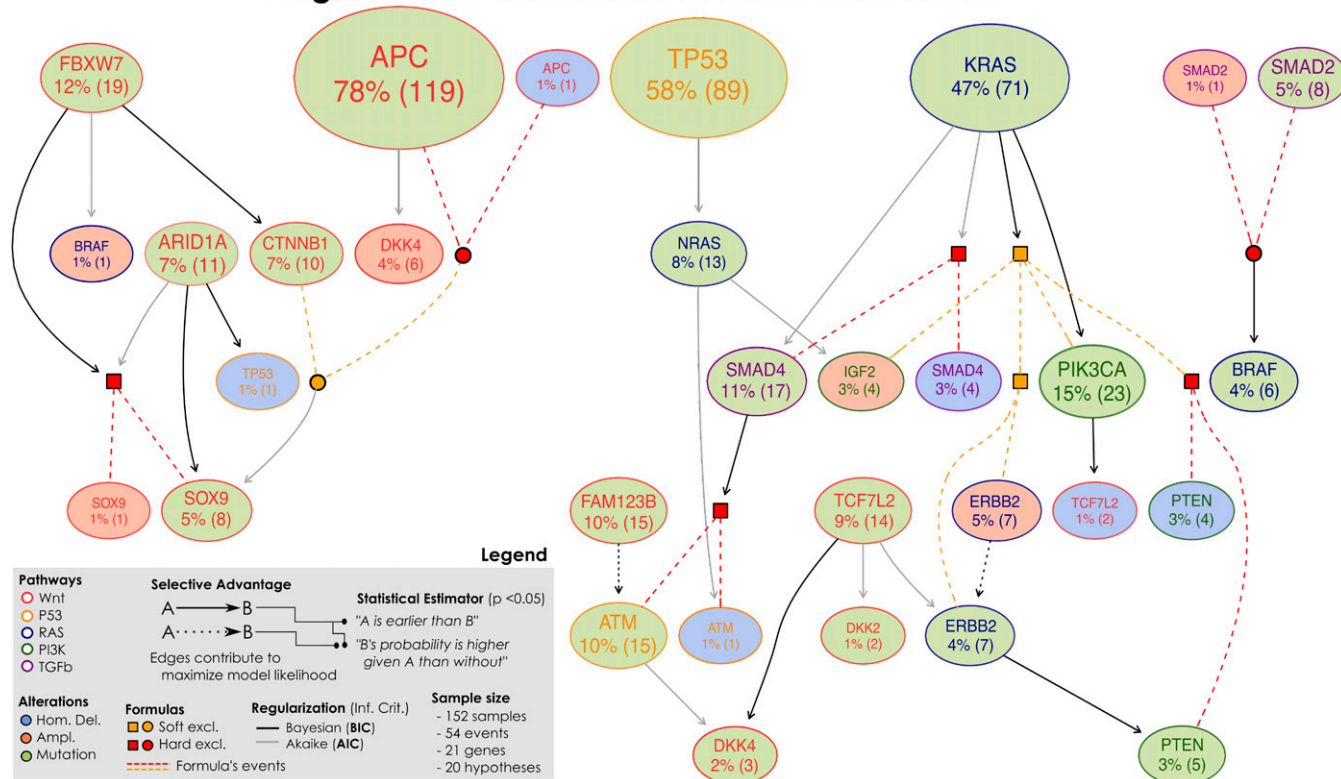 APC
78% (119)
TP53
58% (89)
KRAS
47% (71)
FBXW7
12% (19)
APC
1% (1)
SMAD2
1% (1)
SMAD2
5% (8)
BRAF
1% (1)
ARID1A
7% (11)
CTNNB1
7% (10)
DKK4
4% (6)
NRAS
8% (13)
TP53
1% (1)
SMAD4
11% (17)
IGF2
3% (4)
SMAD4
3% (4)
PIK3CA
15% (23)
BRAF
4% (6)
SOX9
1% (1)
SOX9
5% (8)
FAM123B
10% (15)
TCF7L2
9% (14)
ERBB2
5% (7)
TCF7L2
1% (2)
PTEN
3% (4)
ATM
10% (15)
ATM
1% (1)
DKK2
1% (2)
ERBB2
4% (7)
DKK4
2% (3)
PTEN
3% (5)
Legend
Pathways
Wnt
P53
RAS
PI3K
TGFb
Selective Advantage
A B
A B
Edges contribute to
maximize model likelihood
Statistical Estimator (p <0.05)
"A is earlier than B"
"B's probability is higher
given A than without"
Alterations
Hom. Del.
Ampl.
Mutation
Formulas
Soft excl.
Hard excl.
Formula's events
Regularization (Inf. Crit.)
Bayesian (BIC)
Akaike (AIC)
Sample size
- 152 samples
- 54 events
- 21 genes
- 20 hypotheses